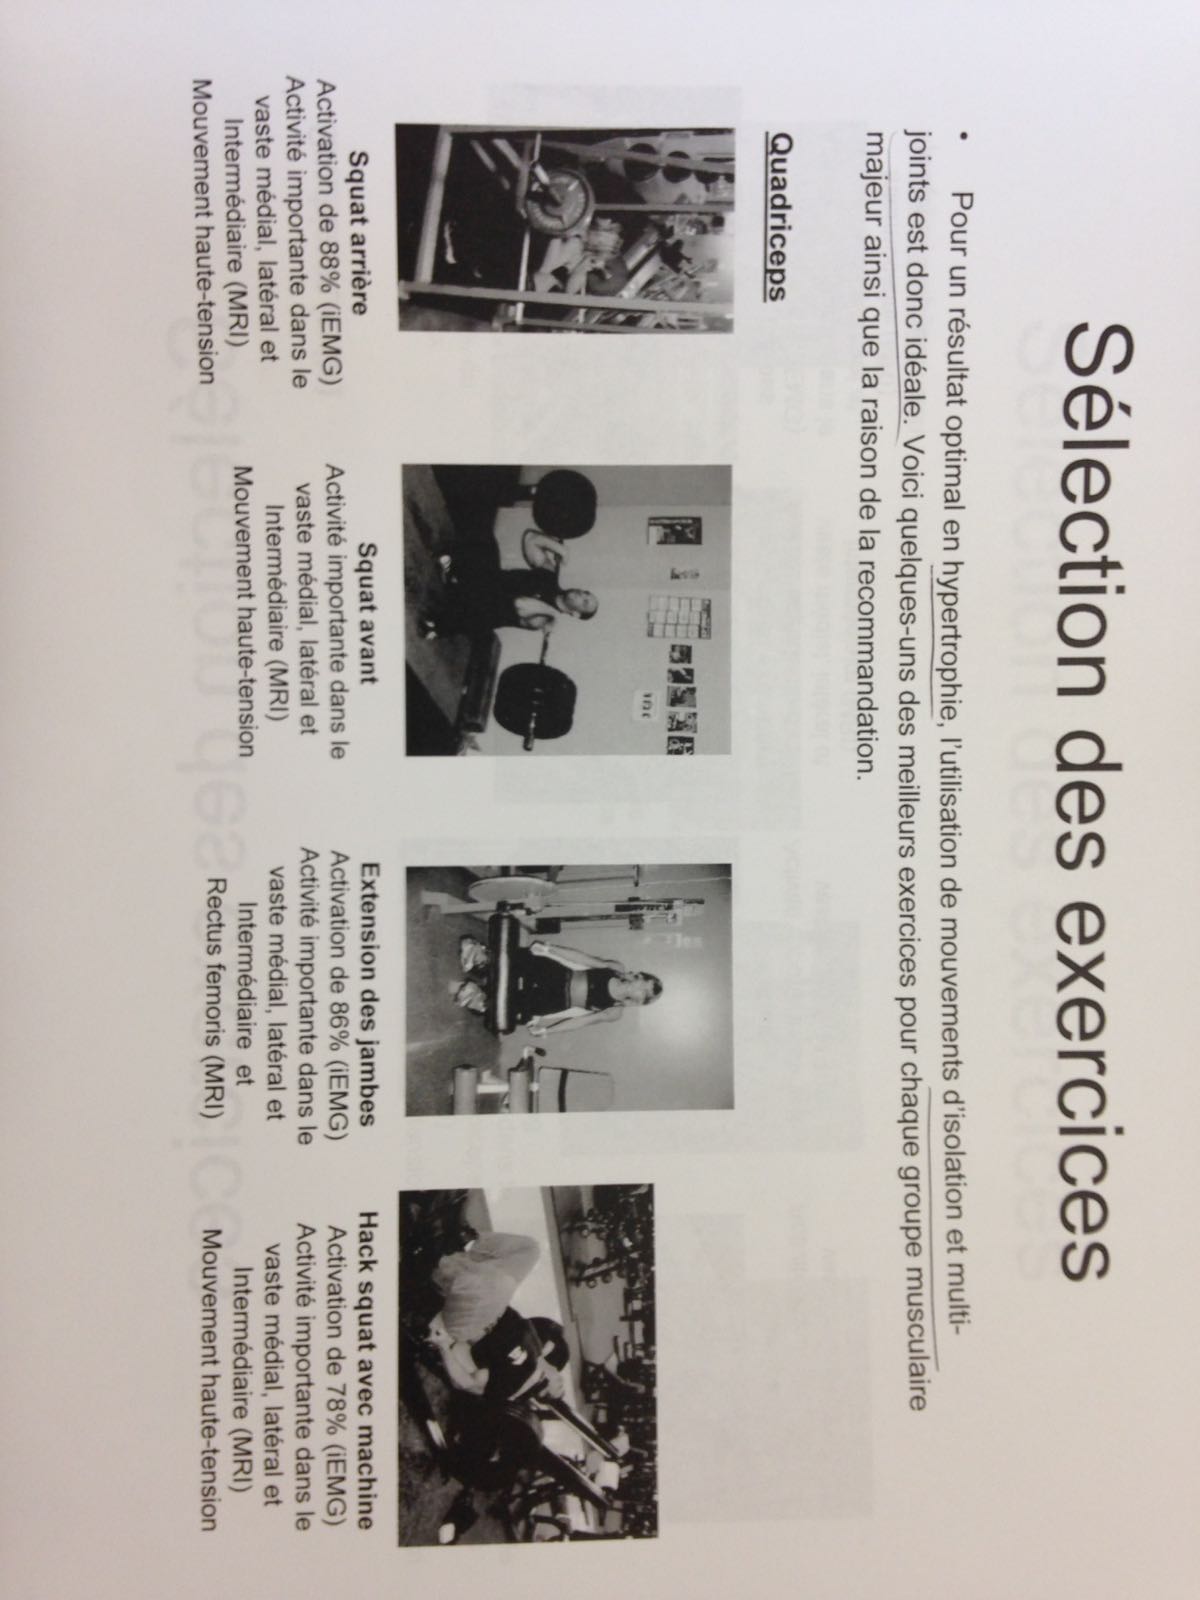 Sélection des exercices
• Pour un résultat optimal en hypertrophie, l'utilisation de mouvements d'isolation et multi-
joints est donc idéale. Voici quelques-uns des meilleurs exercices pour chaque groupe musculaire
majeur ainsi que la raison de la recommandation.
Quadriceps
Squat arrière
Activation de 88% (iEMG)
Activité importante dans le
vaste médial, latéral et
Intermédiaire (MRI)
Mouvement haute-tension
Squat avant
Activité importante dans le
vaste médial, latéral et
Intermédiaire (MRI)
Mouvement haute-tension
Extension des jambes
Activation de 86% (iEMG)
Activité importante dans le
vaste médial, latéral et
Intermédiaire et
Rectus femoris (MRI)
Hack squat avec machine
Activation de 78% (iEMG)
Activité importante dans le
vaste médial, latéral et
Intermédiaire (MRI)
Mouvement haute-tension